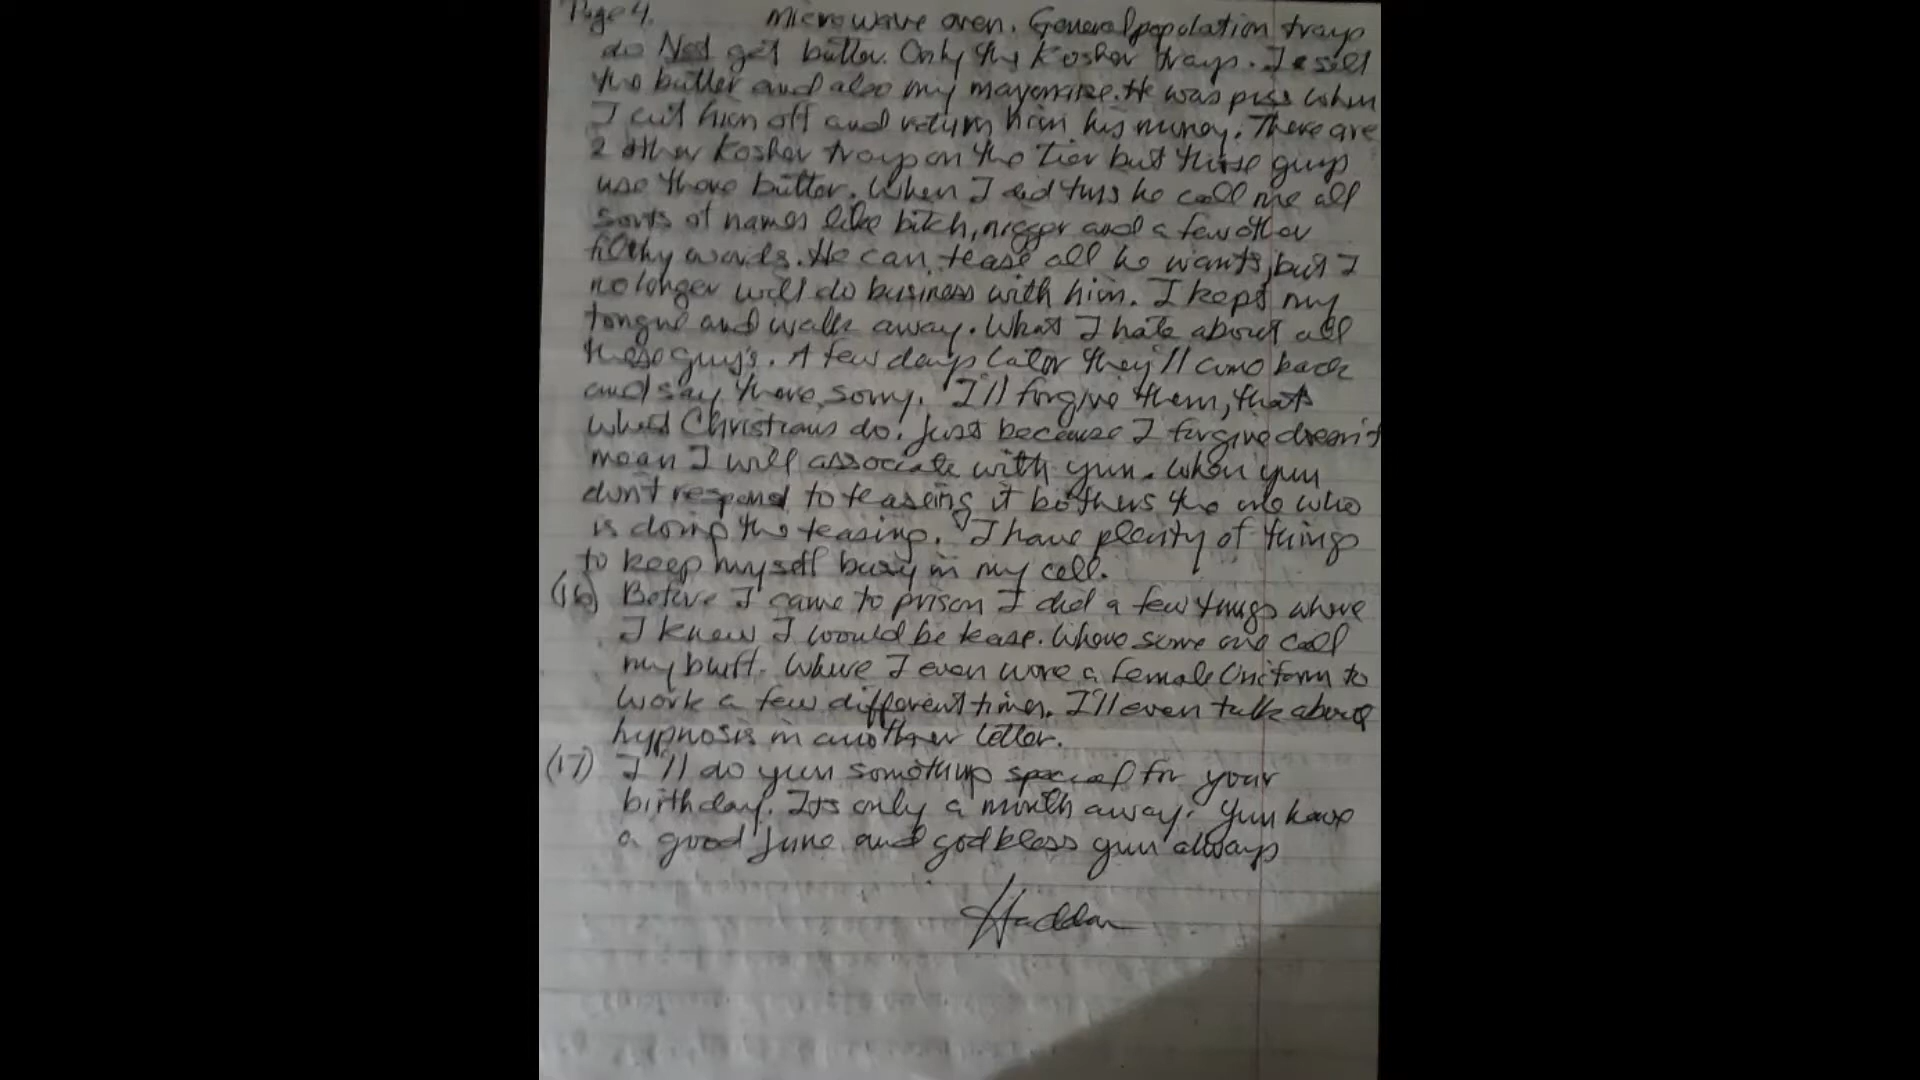 Page 4. microwave oven. General population trays
do Not get butter. Only the Kosher trays. I sell
the butter and also my mayonaise. He was piss when
I cut him off and return him his money. There are
2 other Kosher trays on the Tier but these guys
use there butter. When I did this he call me all
sorts of names like bitch, nigger and a few other
filthy words. He can tease all he wants, but I
no longer will do business with him. I kept my
tongue and walk away. What I hate about all
these guy's. A few days later they'll come back
and say there sorry. I'll forgive them, thats
what Christians do. Just because I forgive doesn't
mean I will associate with you. When you
don't respond to teaseing it bothers the one who
is doing the teasing. I have plenty of things
to keep myself busy in my cell.
(16) Before I came to prison I did a few things where
I knew I would be tease. Where some one call
my buff. Where I even wore a female Uniform to
work a few different times. I'll even talk about
hypnosis in another letter.
(17) I'll do you something special for your
birthday. Its only a month away. You have
a good June and god bless you always
Haddon